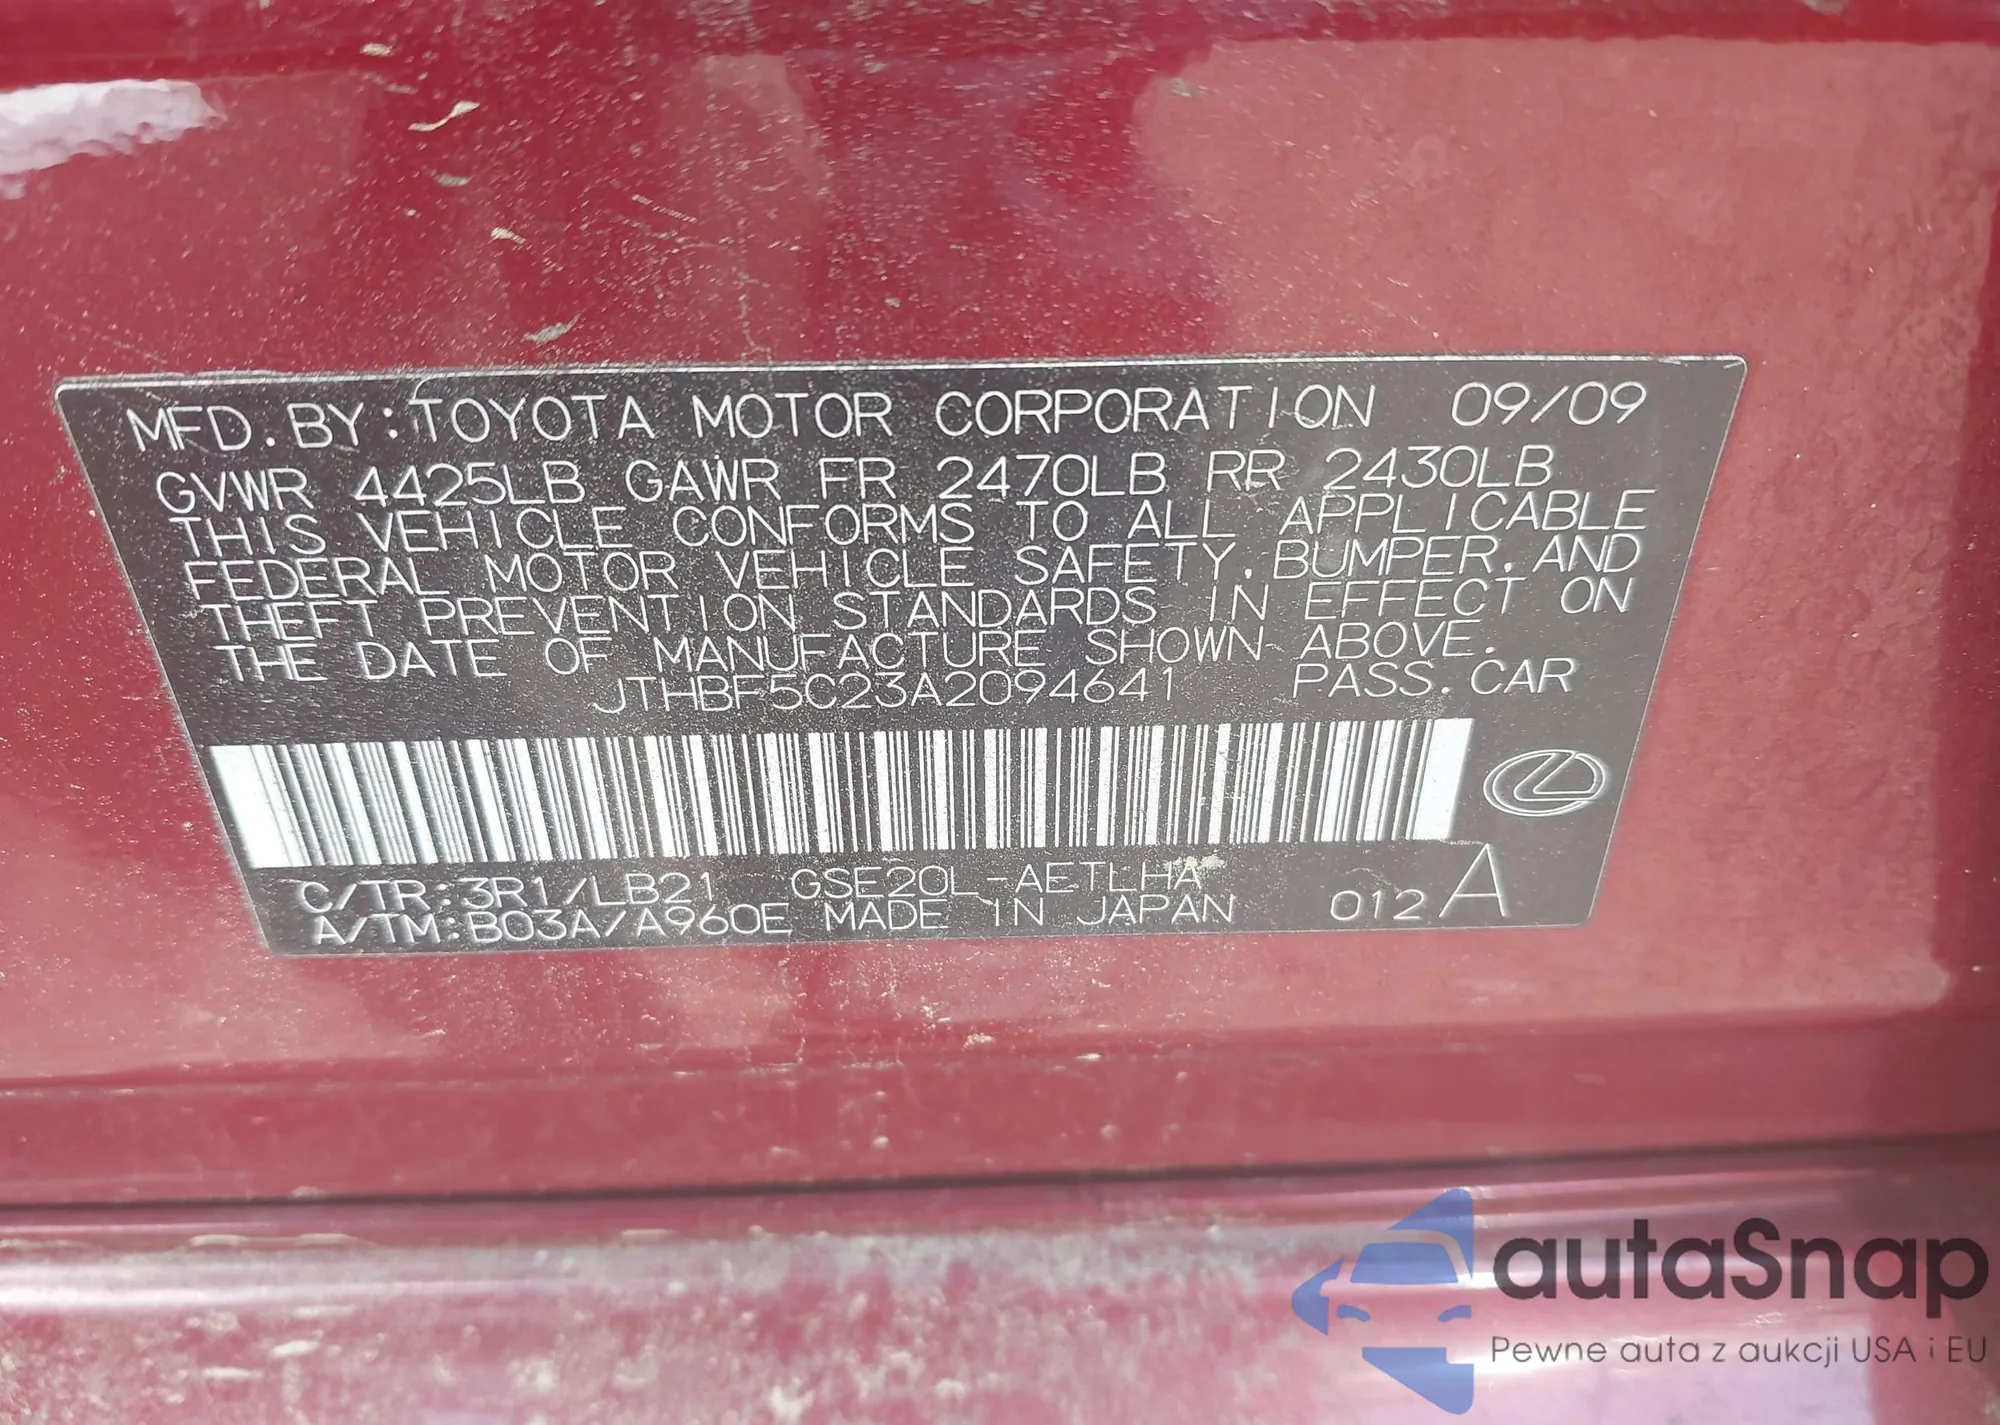 MFD. BY: TOYOTA MOTOR CORPORATION 09/09
GVWR 4425LB GAWR FR 2470LB RR 2430LB
THIS VEHICLE CONFORMS TO ALL APPLICABLE
FEDERAL MOTOR VEHICLE SAFETY, BUMPER, AND
THEFT PREVENTION STANDARDS IN EFFECT ON
THE DATE OF MANUFACTURE SHOWN ABOVE.
JTHBF5C23A2094641 PASS. CAR
C/TR: 3R1/LB21 GSE20L-AETLHA
A/TM: B03A/A960E MADE IN JAPAN 012 A
autaSnap
Pewne auta z aukcji USA i EU